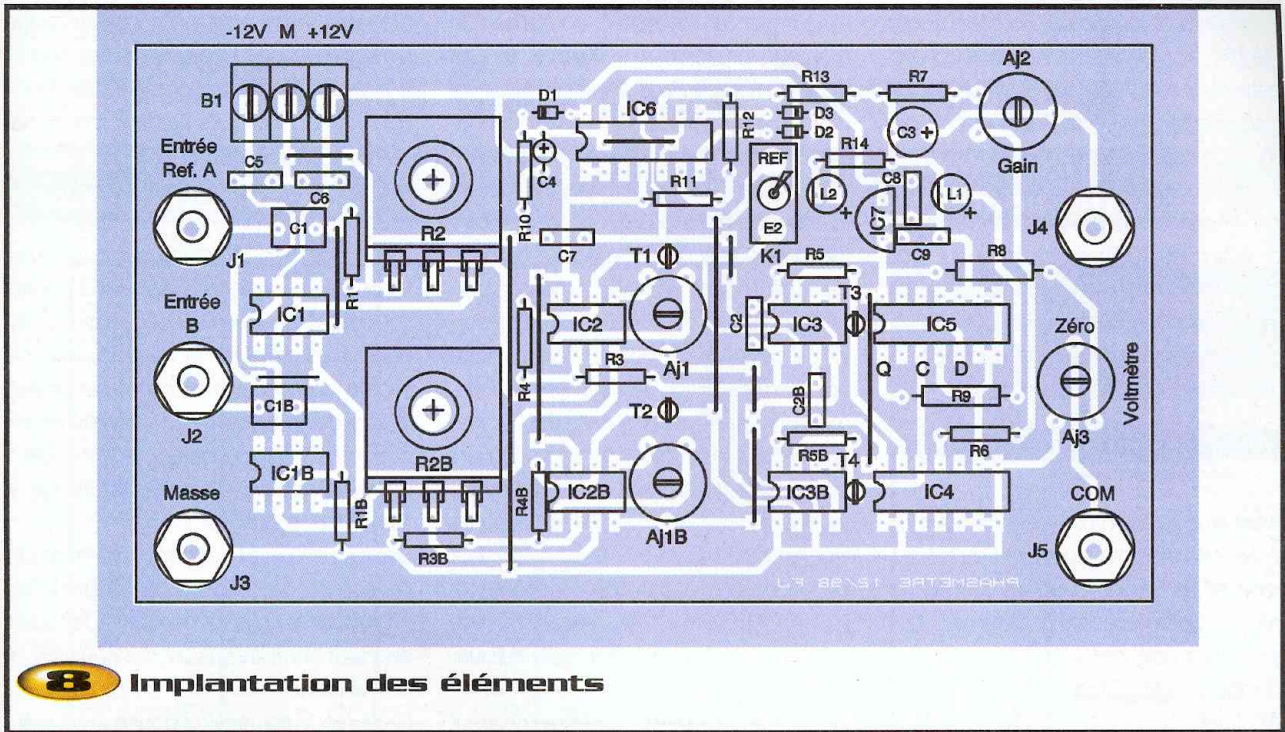 -12V M +12V
B1
Entrée
Ref. A
C5
C6
C1
J1
R1
R2
D1
IC6
C4
R10
C7
R12
R11
R13
D3
D2
R7
C3 +
Aj2
Gain
REF
E2
K1
R14
L2 +
C8
L1 +
IC7
C9
J4
T1
R5
R8
Entrée
B
J2
IC1
IC2
R4
R3
Aj1
C2
IC3
T3
IC5
Q C D
Zéro
Voltmètre
Aj3
C1B
T2
C2B
R9
R6
IC1B
R2B
R5B
T4
Masse
J3
R1B
R3B
R4B
IC2B
Aj1B
IC3B
IC4
COM
J5
PHASMETRE 12/98 FJ
8 Implantation des éléments